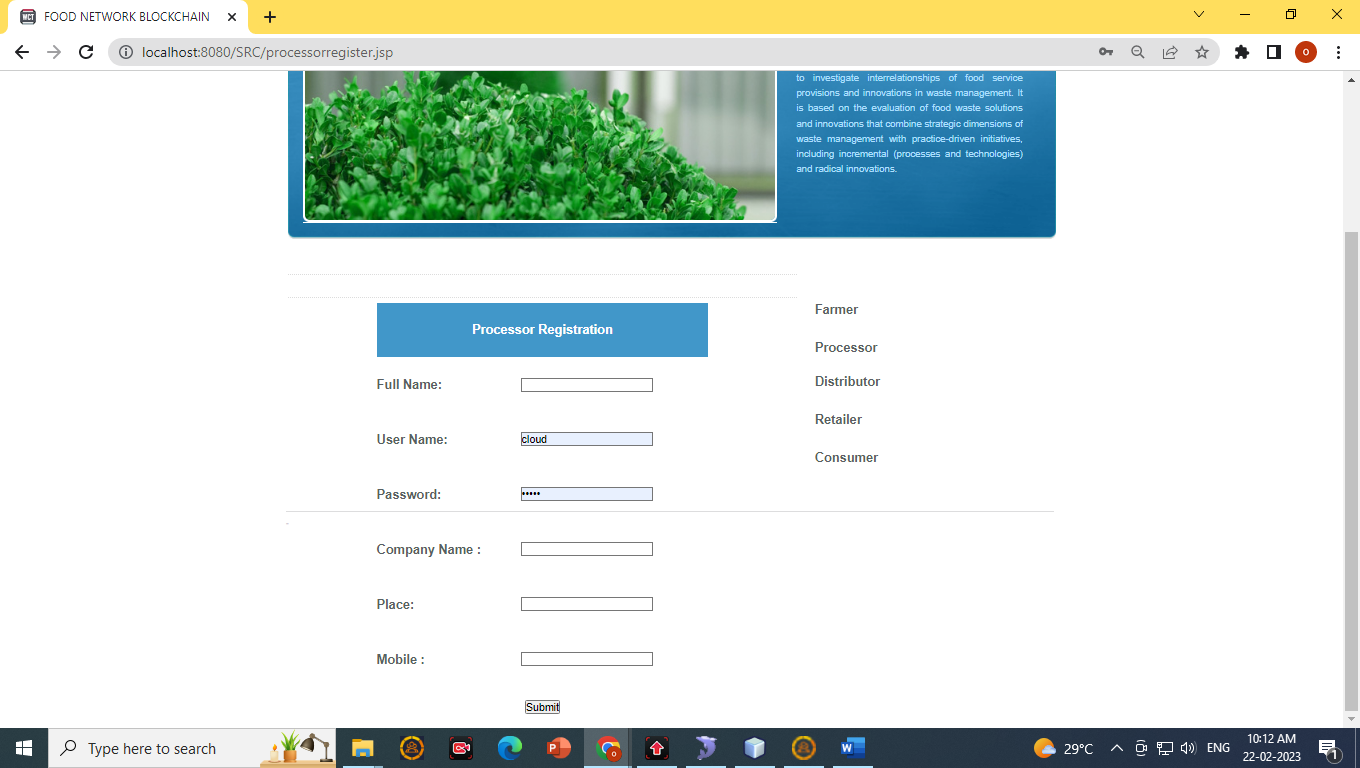 WCT FOOD NETWORK BLOCKCHAIN
localhost:8080/SRC/processorregister.jsp
o
to investigate interrelationships of food service
provisions and innovations in waste management. It
is based on the evaluation of food waste solutions
and innovations that combine strategic dimensions of
waste management with practice-driven initiatives,
including incremental (processes and technologies)
and radical innovations.
Processor Registration
Full Name:
User Name: cloud
Password: •••••
Company Name :
Place:
Mobile :
Submit
Farmer
Processor
Distributor
Retailer
Consumer
Type here to search
29°C
ENG
10:12 AM
22-02-2023
1